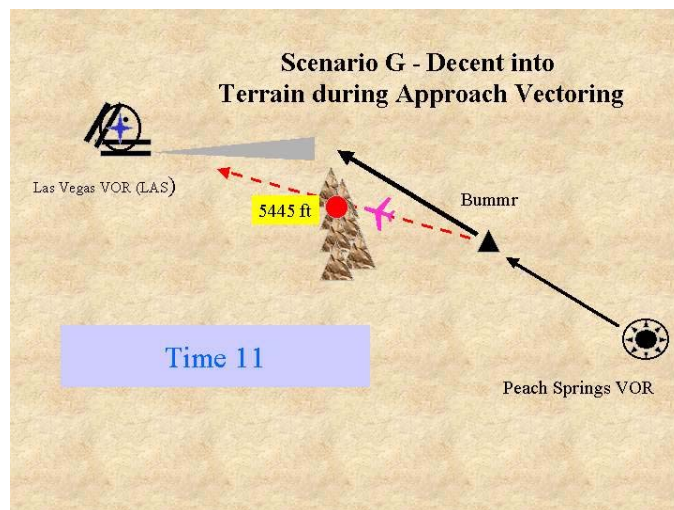 Scenario G - Decent into
Terrain during Approach Vectoring
Las Vegas VOR (LAS)
Bummr
5445 ft
Time 11
Peach Springs VOR